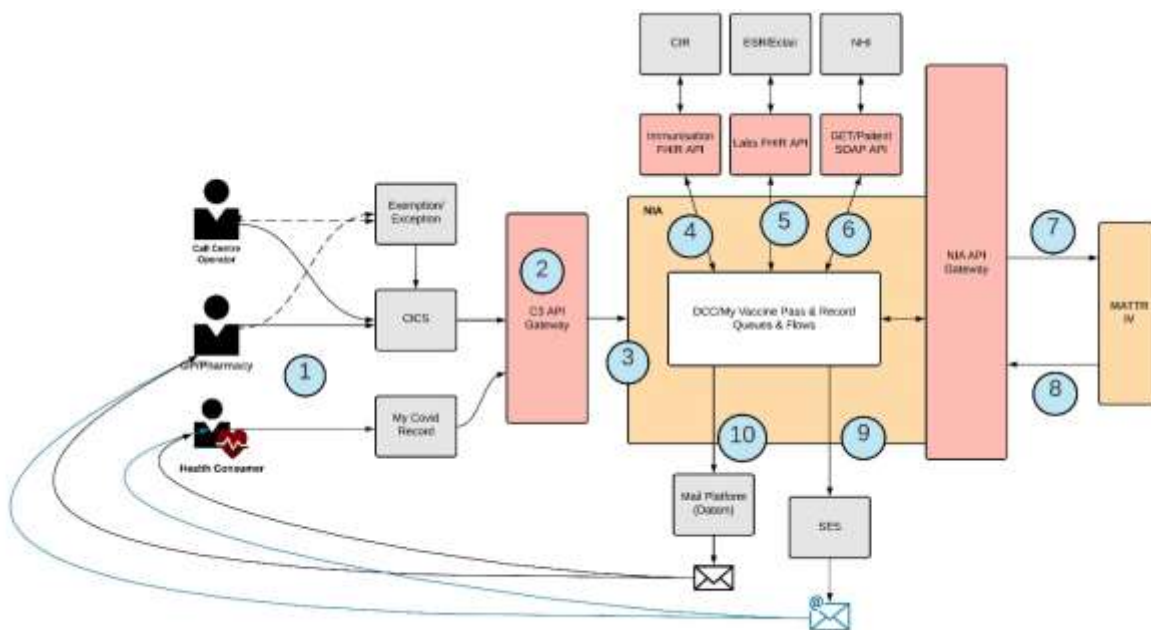 CIR
ESR/Eclair
NHI
Immunisation
FHIR API
Labs FHIR API
GET/Patient
SOAP API
Call Centre
Operator
Exemption/
Exception
NIA
4
5
6
7
2
C3 API
Gateway
NIA API
Gateway
MATTR
GP/Pharmacy
CICS
DCC/My Vaccine Pass & Record
Queues & Flows
1
3
8
Health Consumer
My Covid
Record
10
9
Mail Platform
(Datam)
SES
@